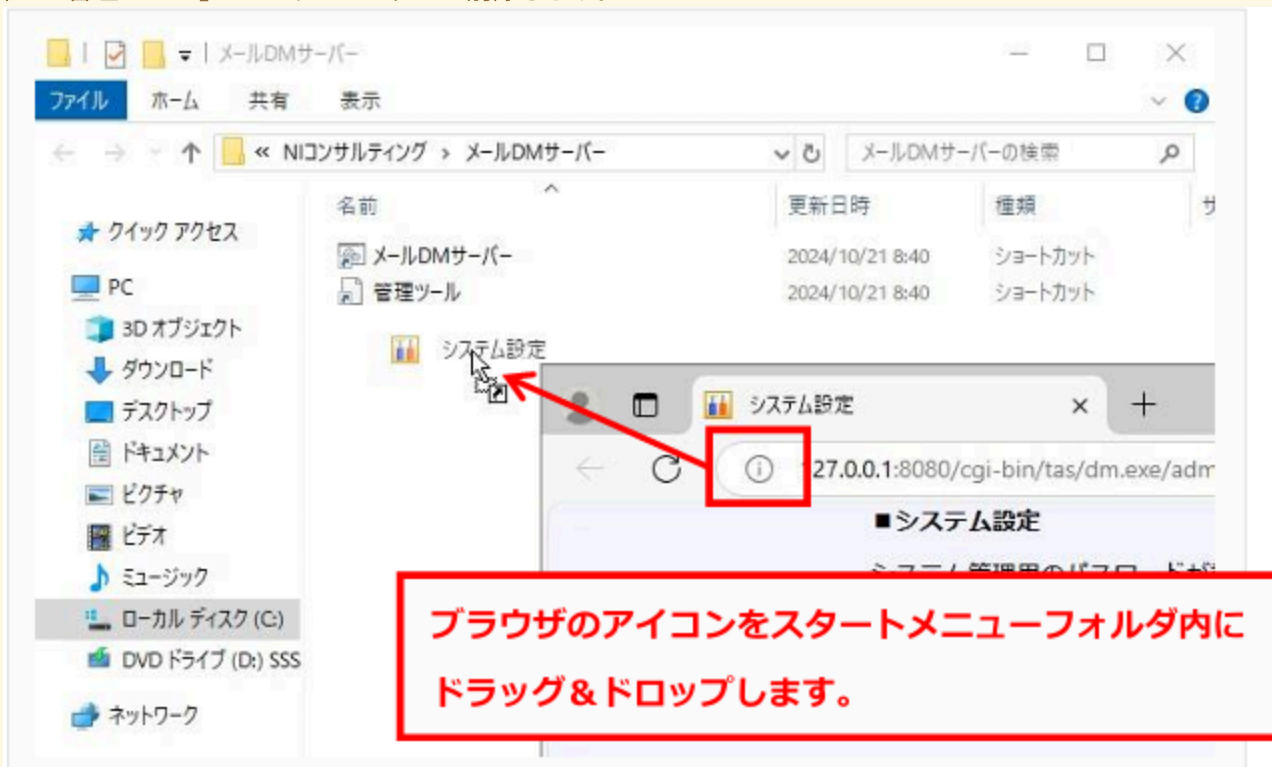 メールDMサーバー
ファイル ホーム 共有 表示
« NIコンサルティング › メールDMサーバー メールDMサーバーの検索
名前 更新日時 種類
クイック アクセス
メールDMサーバー 2024/10/21 8:40 ショートカット
PC
管理ツール 2024/10/21 8:40 ショートカット
3D オブジェクト
システム設定
ダウンロード
デスクトップ
システム設定
ドキュメント
127.0.0.1:8080/cgi-bin/tas/dm.exe/adm
ピクチャ
■システム設定
ビデオ
ミュージック
ローカル ディスク (C:)
ブラウザのアイコンをスタートメニューフォルダ内に
DVD ドライブ (D:) SSS
ドラッグ&ドロップします。
ネットワーク